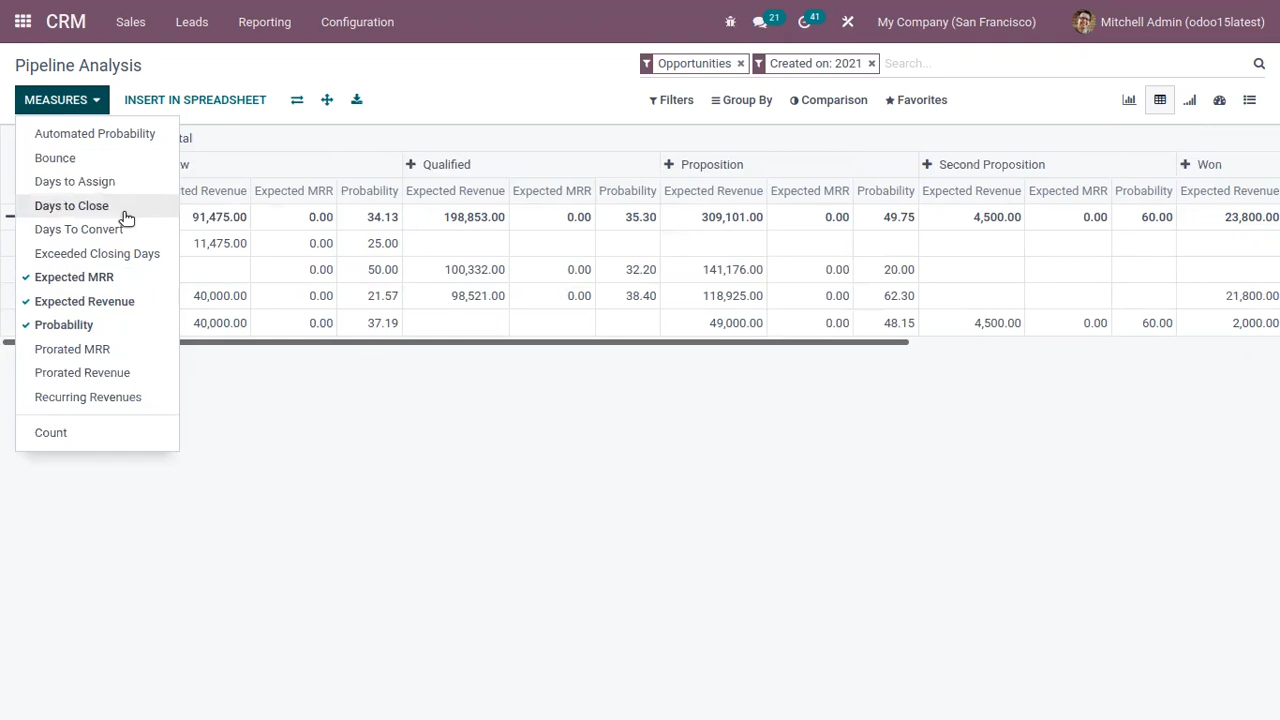 CRM Sales Leads Reporting Configuration 21 41 My Company (San Francisco) Mitchell Admin (odoo15latest)
Pipeline Analysis Opportunities × Created on: 2021 × Search...
MEASURES INSERT IN SPREADSHEET Filters Group By Comparison Favorites
Automated Probability
Bounce
Days to Assign
Days to Close
Days To Convert
Exceeded Closing Days
Expected MRR
Expected Revenue
Probability
Prorated MRR
Prorated Revenue
Recurring Revenues
Count
tal
w Qualified Proposition Second Proposition Won
ted Revenue Expected MRR Probability Expected Revenue Expected MRR Probability Expected Revenue Expected MRR Probability Expected Revenue Expected MRR Probability Expected Revenue
91,475.00 0.00 34.13 198,853.00 0.00 35.30 309,101.00 0.00 49.75 4,500.00 0.00 60.00 23,800.00
11,475.00 0.00 25.00
0.00 50.00 100,332.00 0.00 32.20 141,176.00 0.00 20.00
40,000.00 0.00 21.57 98,521.00 0.00 38.40 118,925.00 0.00 62.30 21,800.00
40,000.00 0.00 37.19 49,000.00 0.00 48.15 4,500.00 0.00 60.00 2,000.00